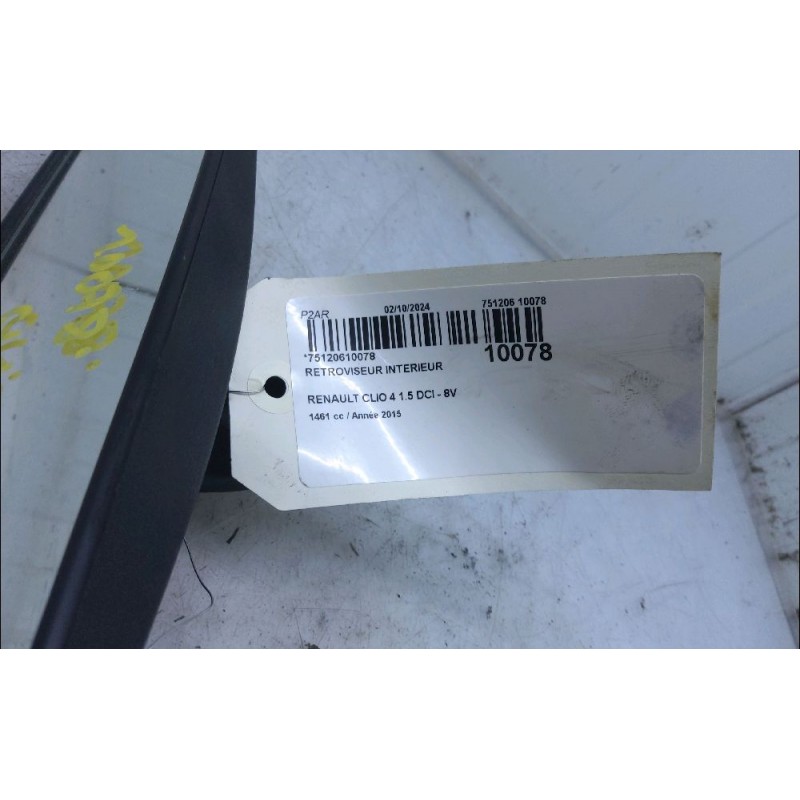 P2AR 02/10/2024 751206 10078
*75120610078 10078
RETROVISEUR INTERIEUR
RENAULT CLIO 4 1.5 DCI - 8V
1461 cc / Année 2015